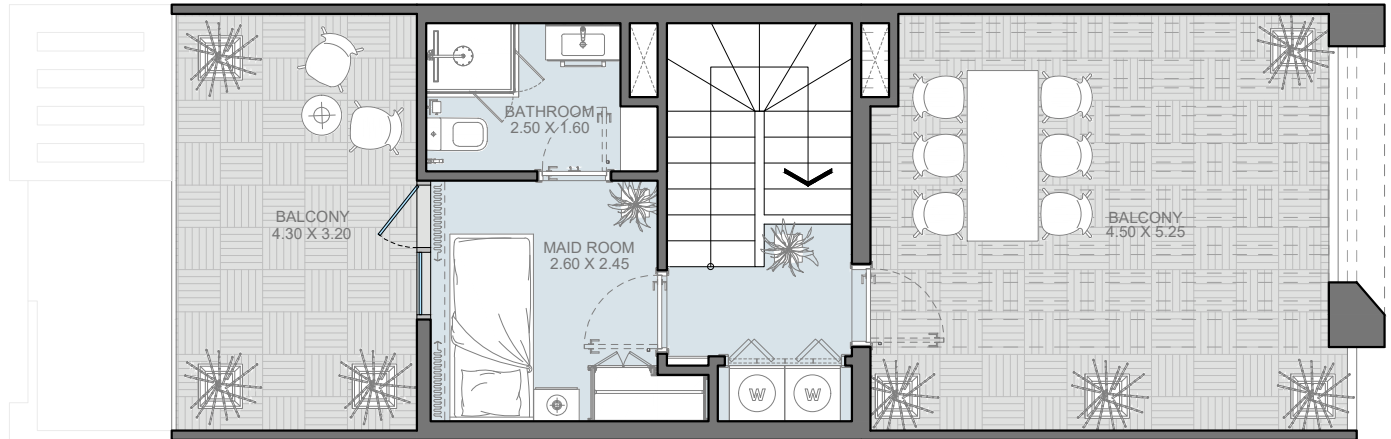 BATHROOM
2.50 X 1.60
BALCONY
4.30 X 3.20
BALCONY
4.50 X 5.25
MAID ROOM
2.60 X 2.45
W
W